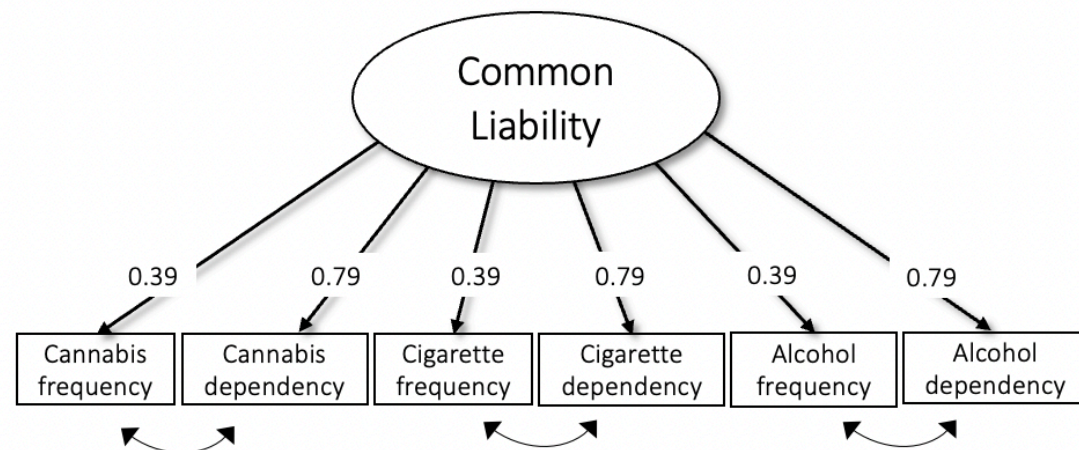 Common
Liability
0.39
0.79
0.39
0.79
0.39
0.79
Cannabis
frequency
Cannabis
dependency
Cigarette
frequency
Cigarette
dependency
Alcohol
frequency
Alcohol
dependency